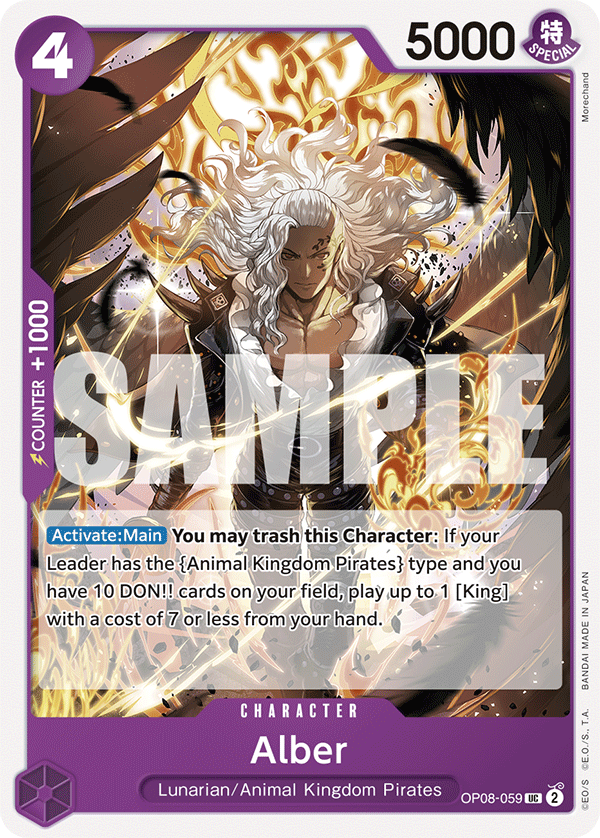 4
5000
特
SPECIAL
Morechand
COUNTER +1000
SAMPLE
Activate:Main You may trash this Character: If your
Leader has the {Animal Kingdom Pirates} type and you
have 10 DON!! cards on your field, play up to 1 [King]
with a cost of 7 or less from your hand.
©EO/S ©E.O./S., T.A. BANDAI MADE IN JAPAN
CHARACTER
Alber
Lunarian/Animal Kingdom Pirates
OP08-059 UC 2